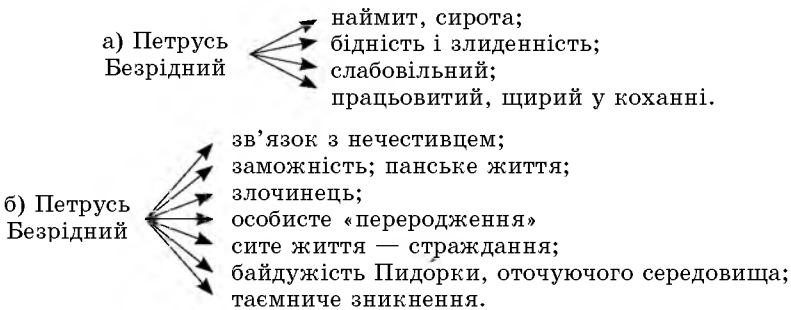 а) Петрусь
Безрідний
наймит, сирота;
бідність і злиденність;
слабовільний;
працьовитий, щирий у коханні.
б) Петрусь
Безрідний
зв’язок з нечестивцем;
заможність; панське життя;
злочинець;
особисте «переродження»
сите життя — страждання;
байдужість Пидорки, оточуючого середовища;
таємниче зникнення.